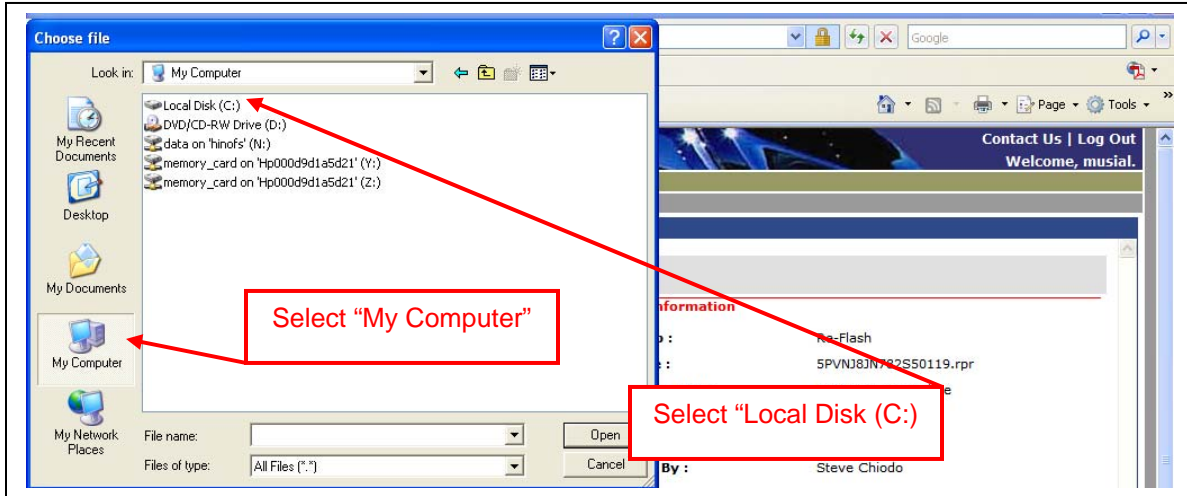 Choose file
Google
Look in:
My Computer
Page
Tools
»
My Recent
Documents
Desktop
My Documents
My Computer
My Network
Places
Local Disk (C:)
DVD/CD-RW Drive (D:)
data on 'hinofs' (N:)
memory_card on 'Hp000d9d1a5d21' (Y:)
memory_card on 'Hp000d9d1a5d21' (Z:)
File name:
Open
Files of type:
All Files (*.*)
Cancel
Contact Us | Log Out
Welcome, musial.
nformation
Re-Flash
5PVNJ8JN782S50119.rpr
By :
Steve Chiodo
Select “My Computer”
Select “Local Disk (C:)